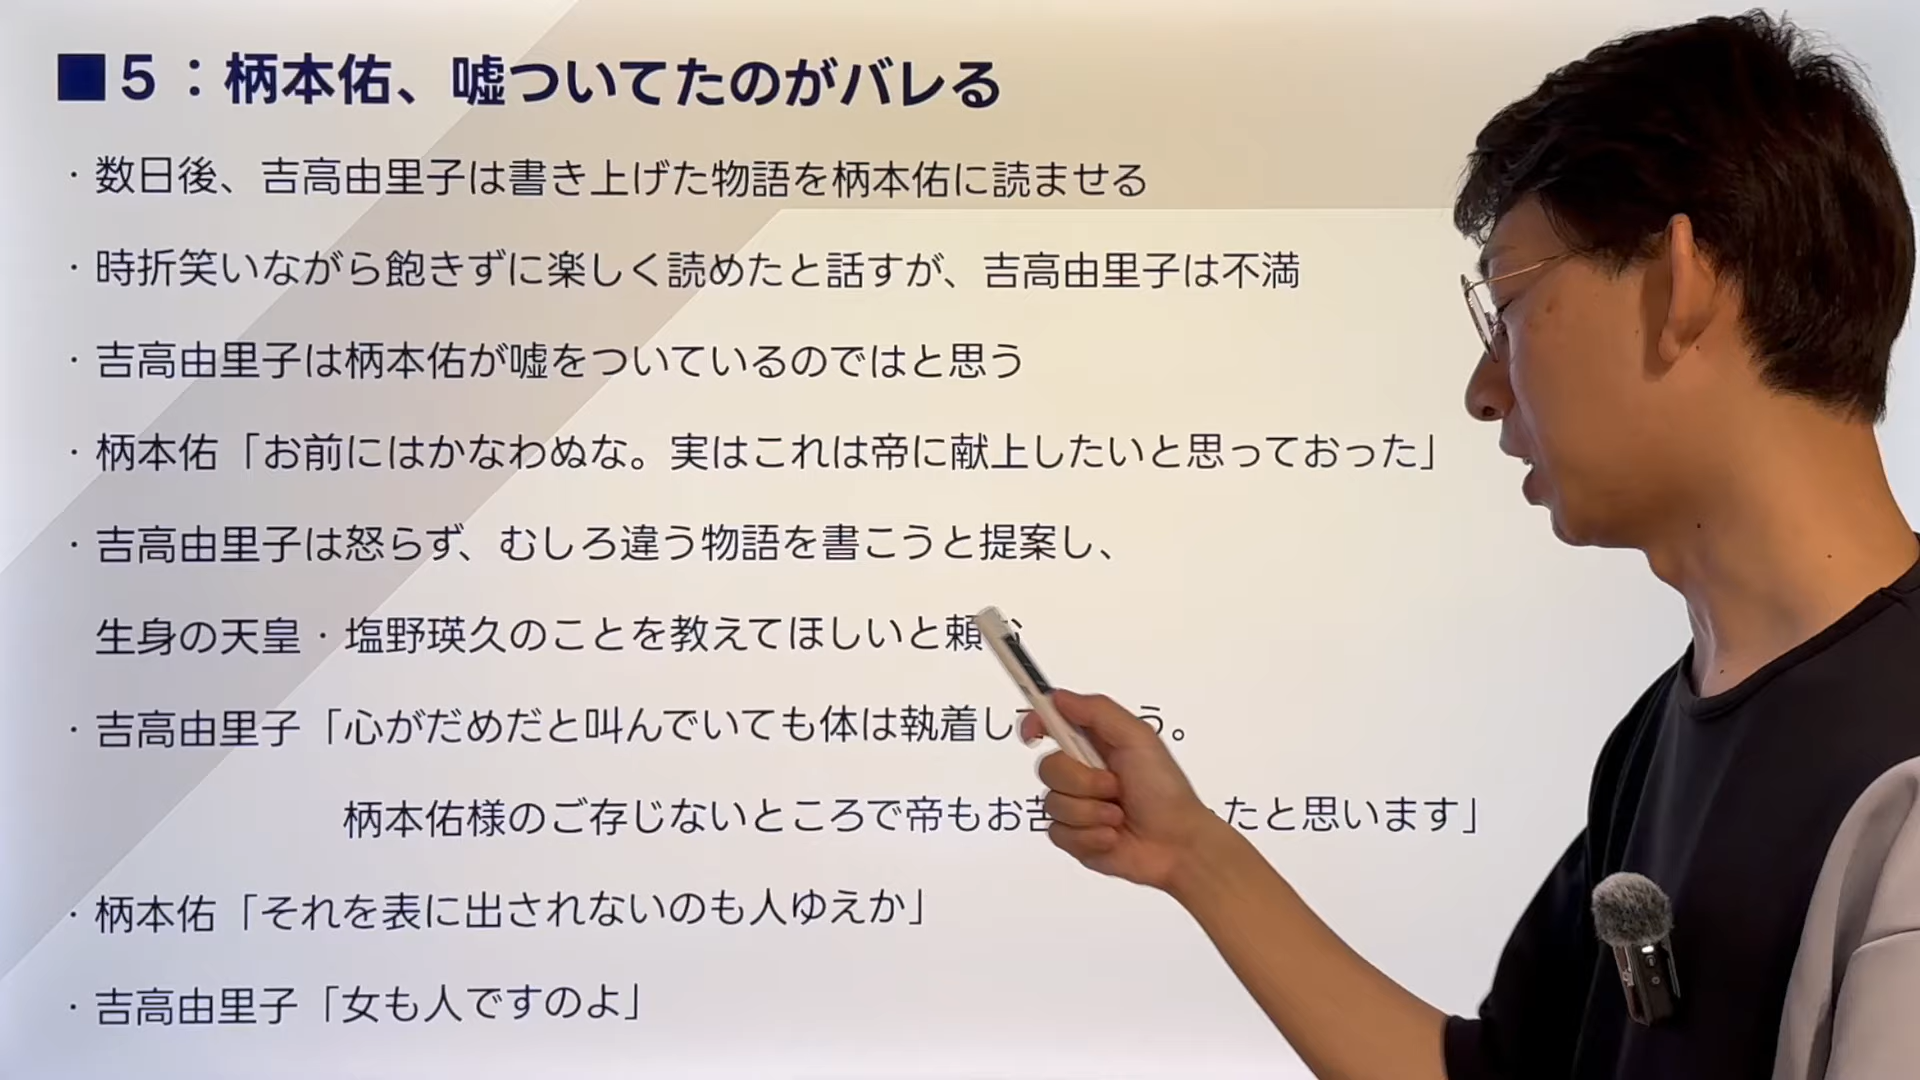 ■5：柄本佑、嘘ついてたのがバレる
・数日後、吉高由里子は書き上げた物語を柄本佑に読ませる
・時折笑いながら飽きずに楽しく読めたと話すが、吉高由里子は不満
・吉高由里子は柄本佑が嘘をついているのではと思う
・柄本佑「お前にはかなわぬな。実はこれは帝に献上したいと思っておった」
・吉高由里子は怒らず、むしろ違う物語を書こうと提案し、
生身の天皇・塩野瑛久のことを教えてほしいと頼む
・吉高由里子「心がだめだと叫んでいても体は執着し う。
柄本佑様のご存じないところで帝もお苦 たと思います」
・柄本佑「それを表に出されないのも人ゆえか」
・吉高由里子「女も人ですのよ」